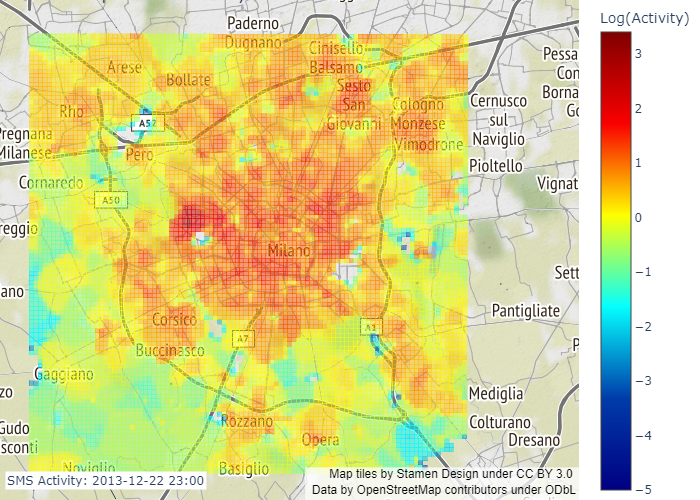 Log(Activity)
3
2
1
0
−1
−2
−3
−4
−5
Paderno
Dugnano
Cinisello
Balsamo
Arese
Bollate
Sesto
San
Giovanni
Rho
Cologno
Monzese
Cernusco
sul
Naviglio
Pessa
Con
Borna
Go
A52
Pregnana
Milanese
Pero
Vimodrone
Pioltello
Cornaredo
Vignat
A50
reggio
Milano
Sett
ano
Pantigliate
Corsico
A7
A1
Buccinasco
P
Gaggiano
zo
Mediglia
Gudo
sconti
Rozzano
Colturano
Dresano
Opera
Noviglio
Basiglio
SMS Activity: 2013-12-22 23:00
Map tiles by Stamen Design under CC BY 3.0
Data by OpenStreetMap contributors under ODbL